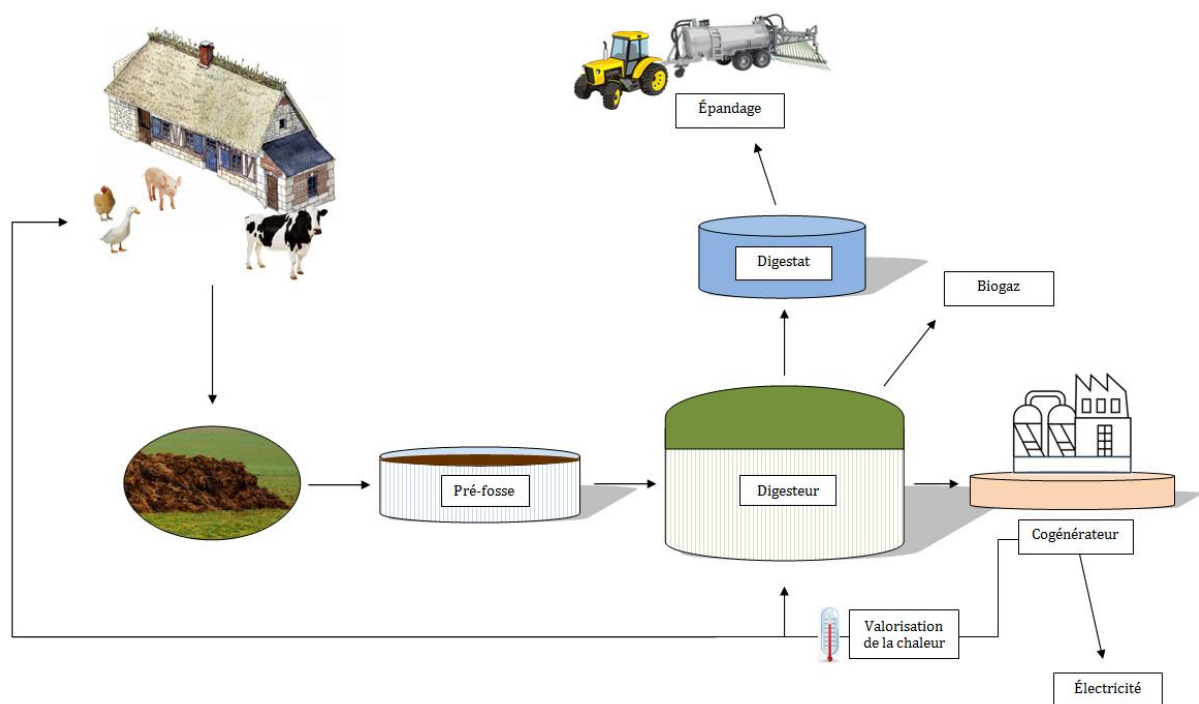 Épandage
Digestat
Biogaz
Pré-fosse
Digesteur
Cogénérateur
Valorisation
de la chaleur
Électricité